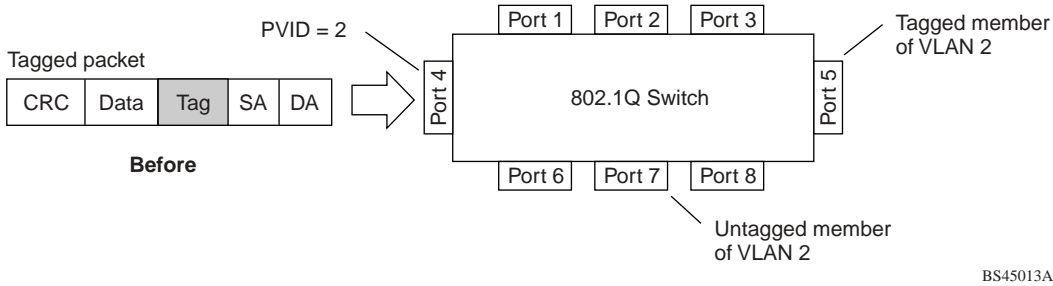 PVID = 2
Port 1
Port 2
Port 3
Tagged member
of VLAN 2
Tagged packet
CRC
Data
Tag
SA
DA
Port 4
802.1Q Switch
Port 5
Before
Port 6
Port 7
Port 8
Untagged member
of VLAN 2
BS45013A